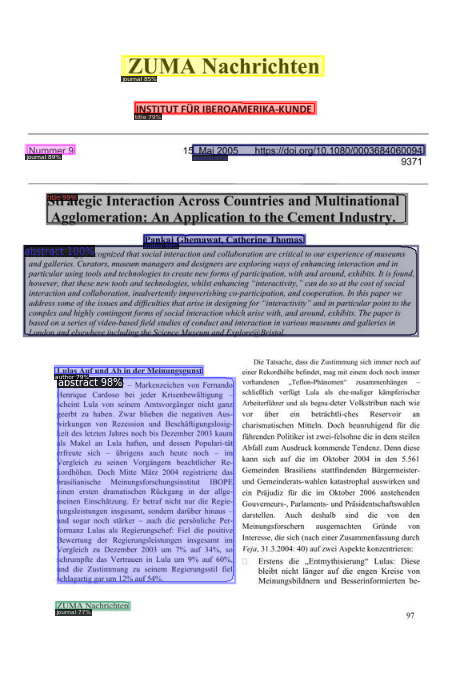 ZUMA Nachrichten
journal 85%
INSTITUT FÜR IBEROAMERIKA-KUNDE
title 79%
Nummer 9
journal 89%
15. Mai 2005 https://doi.org/10.1080/0003684060094
9371
Strategic Interaction Across Countries and Multinational
Agglomeration: An Application to the Cement Industry.
Pankaj Ghemawat, Catherine Thomas
abstract 100%
cognized that social interaction and collaboration are critical to our experience of museums
and galleries. Curators, museum managers and designers are exploring ways of enhancing interaction and in
particular using tools and technologies to create new forms of participation, with and around, exhibits. It is found,
however, that these new tools and technologies, whilst enhancing “interactivity,” can do so at the cost of social
interaction and collaboration, inadvertently impoverishing co-participation, and cooperation. In this paper we
address some of the issues and difficulties that arise in designing for “interactivity” and in particular point to the
complex and highly contingent forms of social interaction which arise with, and around, exhibits. The paper is
based on a series of video-based field studies of conduct and interaction in various museums and galleries in
London and elsewhere including the Science Museum and Explore@Bristol.
Lulas Auf und Ab in der Meinungsgunst
author 79%
abstract 98%
– Markenzeichen von Fernando
Henrique Cardoso bei jeder Krisenbewältigung –
scheint Lula von seinem Amtsvorgänger nicht ganz
geerbt zu haben. Zwar blieben die negativen Aus-
wirkungen von Rezession und Beschäftigungslosig-
keit des letzten Jahres noch bis Dezember 2003 kaum
als Makel an Lula haften, und dessen Populari-tät
erfreute sich – übrigens auch heute noch – im
Vergleich zu seinen Vorgängern beachtlicher Re-
kordhöhen. Doch Mitte März 2004 registrierte das
brasilianische Meinungsforschungsinstitut IBOPE
einen ersten dramatischen Rückgang in der allge-
meinen Einschätzung. Er betraf nicht nur die Regie-
rungsleistungen insgesamt, sondern darüber hinaus –
und sogar noch stärker – auch die persönliche Per-
formanz Lulas als Regierungschef: Fiel die positive
Bewertung der Regierungsleistungen insgesamt im
Vergleich zu Dezember 2003 um 7% auf 34%, so
schrumpfte das Vertrauen in Lula um 9% auf 60%,
und die Zustimmung zu seinem Regierungsstil fiel
schlagartig gar um 12% auf 54%.
Die Tatsache, dass die Zustimmung sich immer noch auf
einer Rekordhöhe befindet, mag mit einem doch noch immer
vorhandenen „Teflon-Phänomen“ zusammenhängen –
schließlich verfügt Lula als ehe-maliger kämpferischer
Arbeiterführer und als begna-deter Volkstribun nach wie
vor über ein beträchtli-ches Reservoir an
charismatischen Mitteln. Doch beunruhigend für die
führenden Politiker ist zwei-felsohne die in dem steilen
Abfall zum Ausdruck kommende Tendenz. Denn diese
kann sich auf die im Oktober 2004 in den 5.561
Gemeinden Brasiliens stattfindenden Bürgermeister-
und Gemeinderats-wahlen katastrophal auswirken und
ein Präjudiz für die im Oktober 2006 anstehenden
Gouverneurs-, Parlaments- und Präsidentschaftswahlen
darstellen. Auch deshalb sind die von den
Meinungsforschern ausgemachten Gründe von
Interesse, die sich (nach einer Zusammenfassung durch
Veja, 31.3.2004: 40) auf zwei Aspekte konzentrieren:
Erstens die „Entmythisierung“ Lulas: Diese
bleibt nicht länger auf die engen Kreise von
Meinungsbildnern und Besserinformierten be-
ZUMA Nachrichten
journal 77%
97